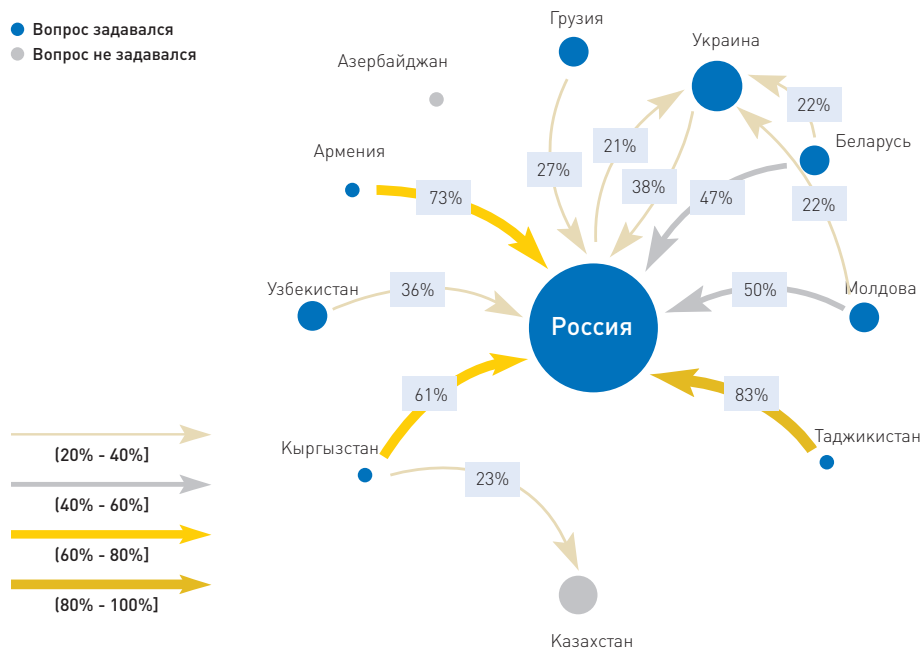 Вопрос задавался
Вопрос не задавался
Грузия
Украина
Азербайджан
22%
Беларусь
Армения
21%
27%
38%
47%
73%
22%
Узбекистан
36%
50%
Молдова
Россия
61%
83%
(20% - 40%]
Кыргызстан
Таджикистан
23%
(40% - 60%]
(60% - 80%]
(80% - 100%]
Казахстан